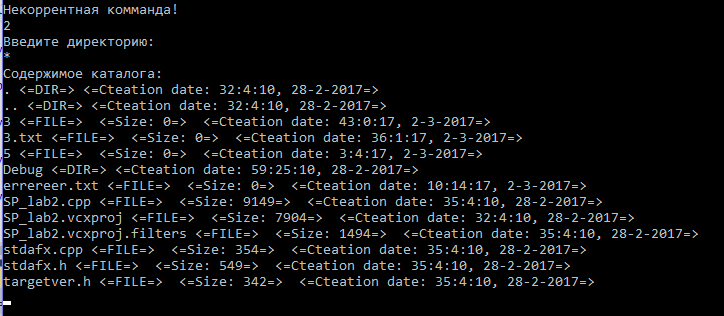 Некоррентная комманда!
2
Введите директорию:
*
Содержимое каталога:
. <=DIR=> <=Cteation date: 32:4:10, 28-2-2017=>
.. <=DIR=> <=Cteation date: 32:4:10, 28-2-2017=>
3 <=FILE=>  <=Size: 0=>  <=Cteation date: 43:0:17, 2-3-2017=>
3.txt <=FILE=>  <=Size: 0=>  <=Cteation date: 36:1:17, 2-3-2017=>
5 <=FILE=>  <=Size: 0=>  <=Cteation date: 3:4:17, 2-3-2017=>
Debug <=DIR=> <=Cteation date: 59:25:10, 28-2-2017=>
errereer.txt <=FILE=>  <=Size: 0=>  <=Cteation date: 10:14:17, 2-3-2017=>
SP_lab2.cpp <=FILE=>  <=Size: 9149=>  <=Cteation date: 35:4:10, 28-2-2017=>
SP_lab2.vcxproj <=FILE=>  <=Size: 7904=>  <=Cteation date: 32:4:10, 28-2-2017=>
SP_lab2.vcxproj.filters <=FILE=>  <=Size: 1494=>  <=Cteation date: 35:4:10, 28-2-2017=>
stdafx.cpp <=FILE=>  <=Size: 354=>  <=Cteation date: 35:4:10, 28-2-2017=>
stdafx.h <=FILE=>  <=Size: 549=>  <=Cteation date: 35:4:10, 28-2-2017=>
targetver.h <=FILE=>  <=Size: 342=>  <=Cteation date: 35:4:10, 28-2-2017=>